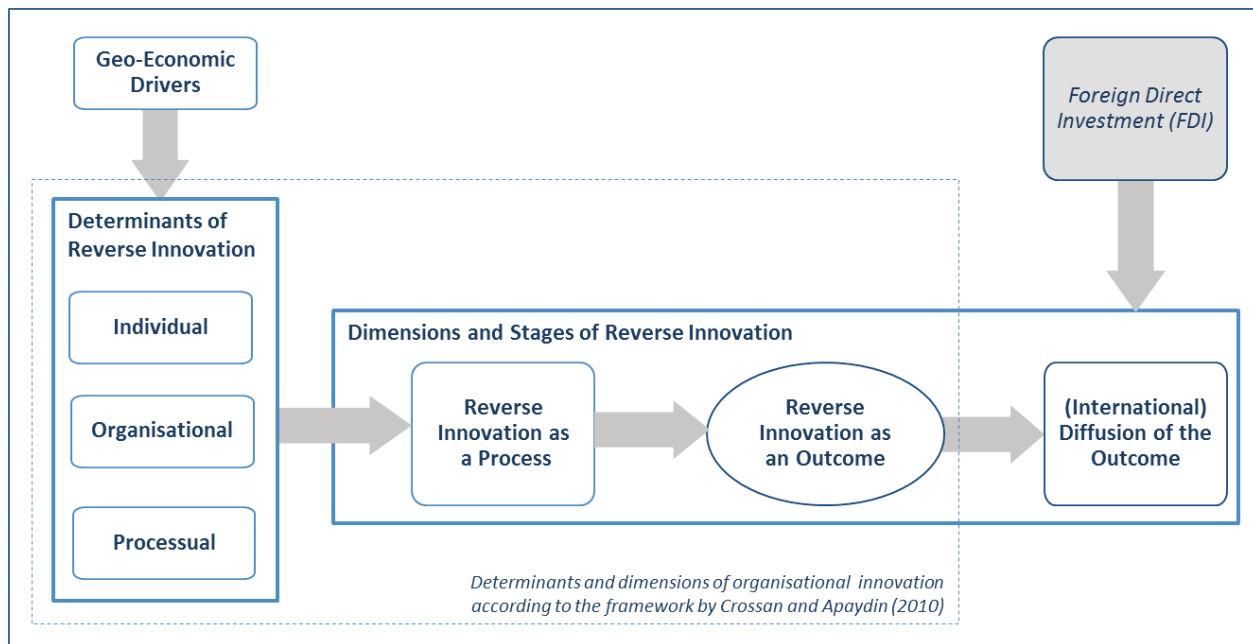 Geo-Economic
Drivers
Foreign Direct
Investment (FDI)
Determinants of
Reverse Innovation
Individual
Organisational
Processual
Dimensions and Stages of Reverse Innovation
Reverse
Innovation as
a Process
Reverse
Innovation as
an Outcome
(International)
Diffusion of the
Outcome
Determinants and dimensions of organisational innovation
according to the framework by Crossan and Apaydin (2010)